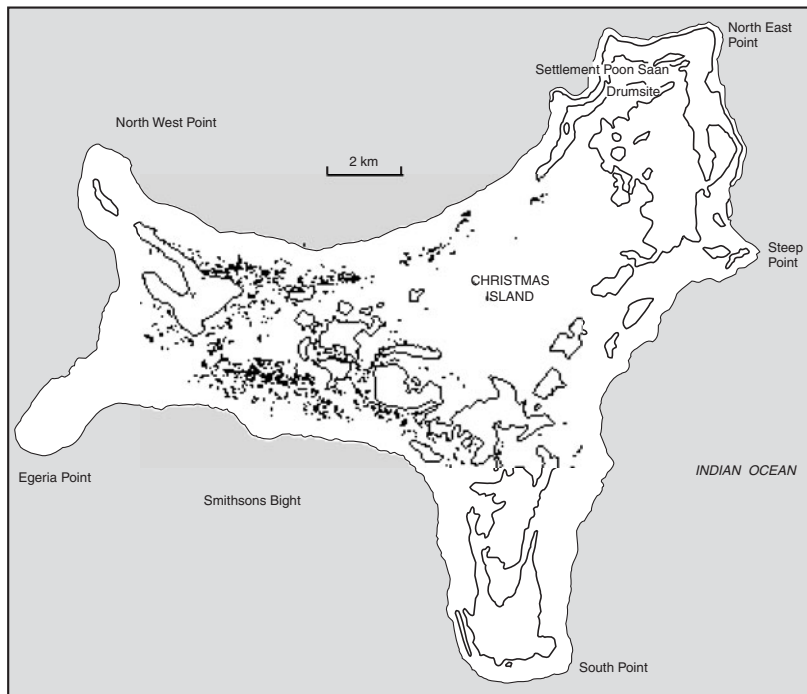 North East
Point
Settlement Poon Saan
Drumsite
North West Point
2 km
Steep
Point
CHRISTMAS
ISLAND
INDIAN OCEAN
Egeria Point
Smithsons Bight
South Point